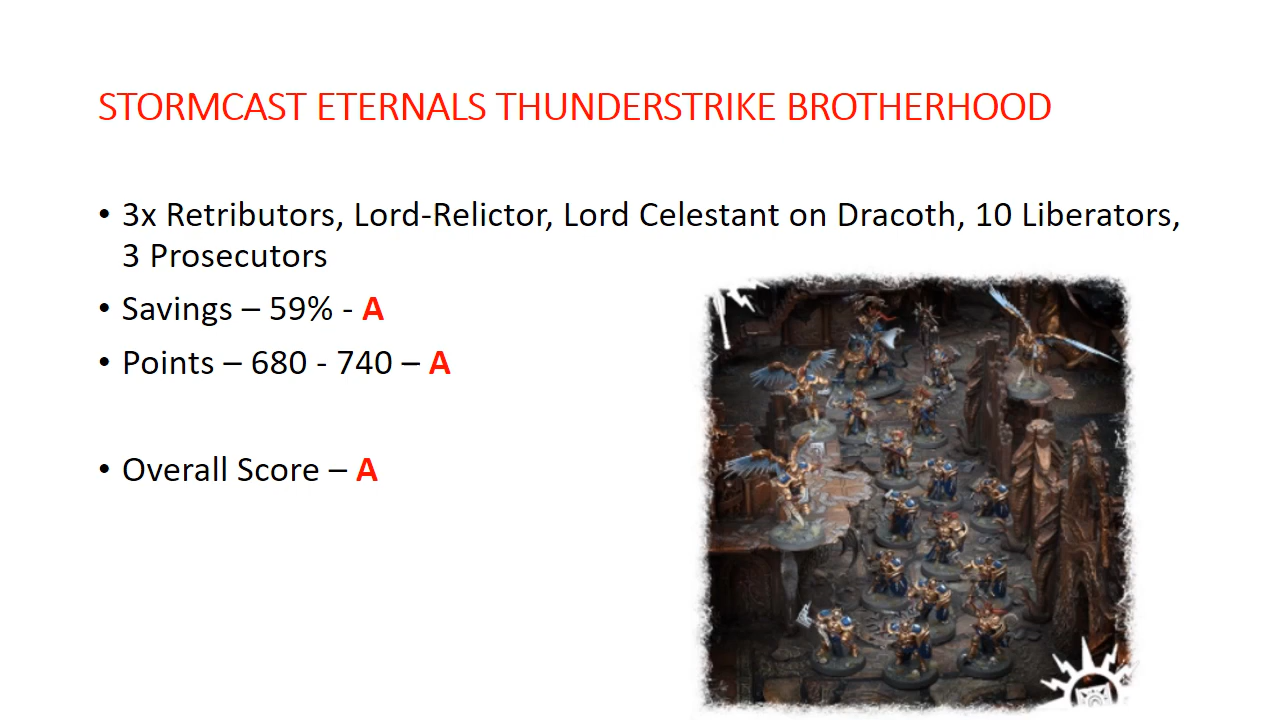 STORMCAST ETERNALS THUNDERSTRIKE BROTHERHOOD
• 3x Retributors, Lord-Relictor, Lord Celestant on Dracoth, 10 Liberators,
3 Prosecutors
• Savings – 59% - A
• Points – 680 - 740 – A
• Overall Score – A